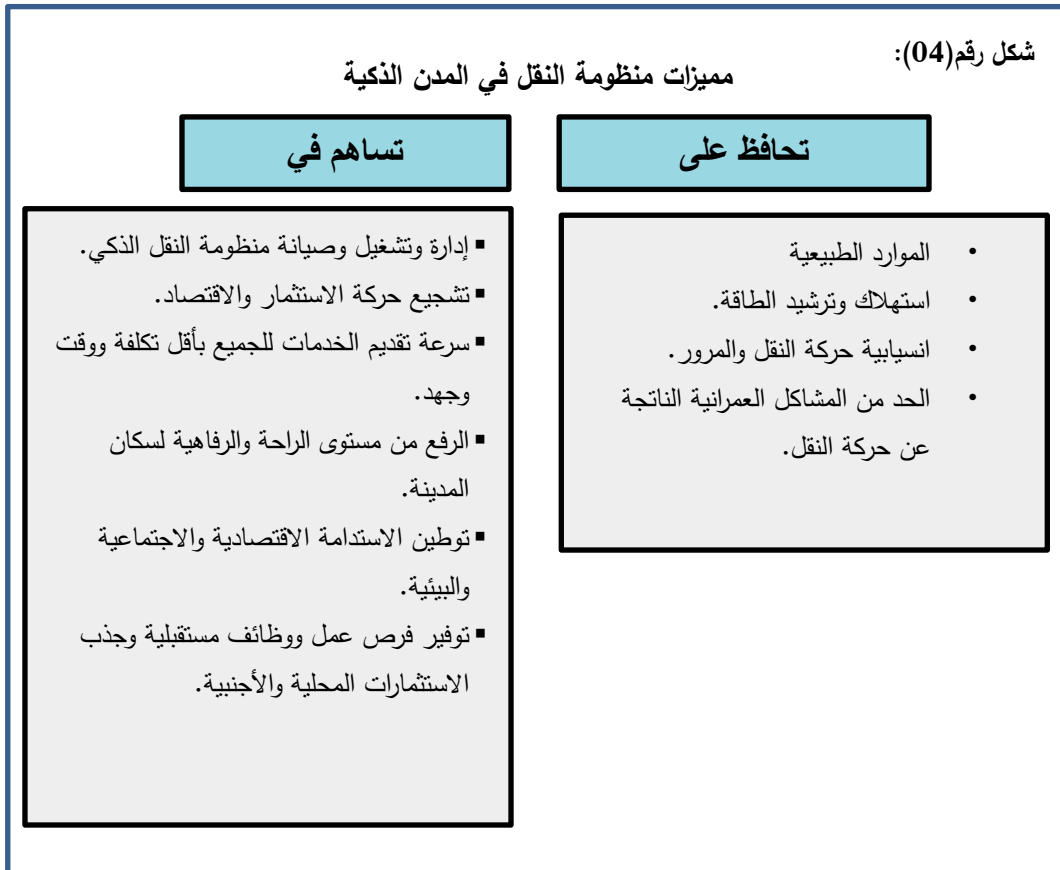 شكل رقم(04):
مميزات منظومة النقل في المدن الذكية
تحافظ على
• الموارد الطبيعية
• استهلاك وترشيد الطاقة.
• انسيابية حركة النقل والمرور.
• الحد من المشاكل العمرانية الناتجة
عن حركة النقل.
تساهم في
▪ إدارة وتشغيل وصيانة منظومة النقل الذكي.
▪ تشجيع حركة الاستثمار والاقتصاد.
▪ سرعة تقديم الخدمات للجميع بأقل تكلفة ووقت
وجهد.
▪ الرفع من مستوى الراحة والرفاهية لسكان
المدينة.
▪ توطين الاستدامة الاقتصادية والاجتماعية
والبيئية.
▪ توفير فرص عمل ووظائف مستقبلية وجذب
الاستثمارات المحلية والأجنبية.